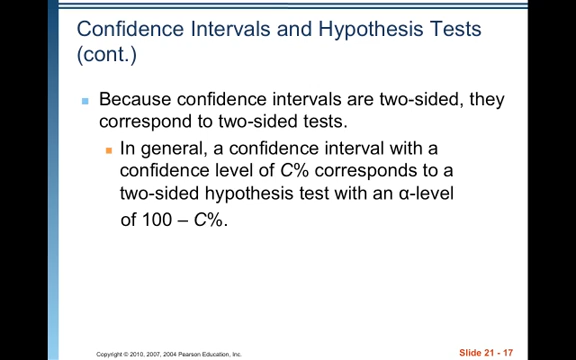 Confidence Intervals and Hypothesis Tests
(cont.)
Because confidence intervals are two-sided, they
correspond to two-sided tests.
In general, a confidence interval with a
confidence level of C% corresponds to a
two-sided hypothesis test with an α-level
of 100 – C%.
Copyright © 2010, 2007, 2004 Pearson Education, Inc.
Slide 21 - 17